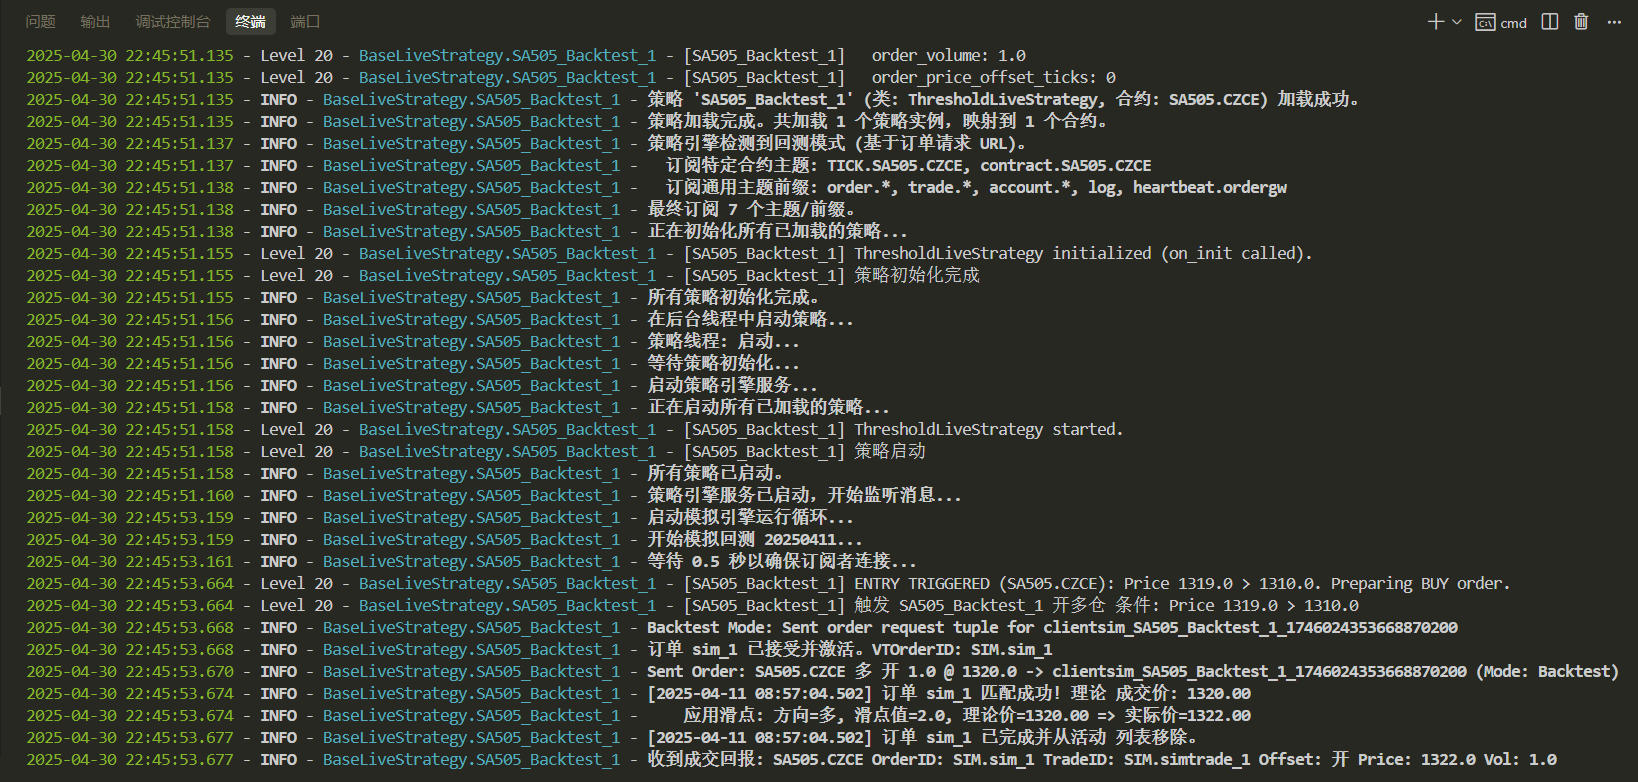 问题 输出 调试控制台 终端 端口 cmd
2025-04-30 22:45:51.135 - Level 20 - BaseLiveStrategy.SA505_Backtest_1 - [SA505_Backtest_1]   order_volume: 1.0
2025-04-30 22:45:51.135 - Level 20 - BaseLiveStrategy.SA505_Backtest_1 - [SA505_Backtest_1]   order_price_offset_ticks: 0
2025-04-30 22:45:51.135 - INFO - BaseLiveStrategy.SA505_Backtest_1 - 策略 'SA505_Backtest_1' (类: ThresholdLiveStrategy, 合约: SA505.CZCE) 加载成功。
2025-04-30 22:45:51.135 - INFO - BaseLiveStrategy.SA505_Backtest_1 - 策略加载完成。共加载 1 个策略实例，映射到 1 个合约。
2025-04-30 22:45:51.137 - INFO - BaseLiveStrategy.SA505_Backtest_1 - 策略引擎检测到回测模式 (基于订单请求 URL)。
2025-04-30 22:45:51.137 - INFO - BaseLiveStrategy.SA505_Backtest_1 -   订阅特定合约主题: TICK.SA505.CZCE, contract.SA505.CZCE
2025-04-30 22:45:51.138 - INFO - BaseLiveStrategy.SA505_Backtest_1 -   订阅通用主题前缀: order.*, trade.*, account.*, log, heartbeat.ordergw
2025-04-30 22:45:51.138 - INFO - BaseLiveStrategy.SA505_Backtest_1 - 最终订阅 7 个主题/前缀。
2025-04-30 22:45:51.138 - INFO - BaseLiveStrategy.SA505_Backtest_1 - 正在初始化所有已加载的策略...
2025-04-30 22:45:51.155 - Level 20 - BaseLiveStrategy.SA505_Backtest_1 - [SA505_Backtest_1] ThresholdLiveStrategy initialized (on_init called).
2025-04-30 22:45:51.155 - Level 20 - BaseLiveStrategy.SA505_Backtest_1 - [SA505_Backtest_1] 策略初始化完成
2025-04-30 22:45:51.155 - INFO - BaseLiveStrategy.SA505_Backtest_1 - 所有策略初始化完成。
2025-04-30 22:45:51.156 - INFO - BaseLiveStrategy.SA505_Backtest_1 - 在后台线程中启动策略...
2025-04-30 22:45:51.156 - INFO - BaseLiveStrategy.SA505_Backtest_1 - 策略线程: 启动...
2025-04-30 22:45:51.156 - INFO - BaseLiveStrategy.SA505_Backtest_1 - 等待策略初始化...
2025-04-30 22:45:51.156 - INFO - BaseLiveStrategy.SA505_Backtest_1 - 启动策略引擎服务...
2025-04-30 22:45:51.158 - INFO - BaseLiveStrategy.SA505_Backtest_1 - 正在启动所有已加载的策略...
2025-04-30 22:45:51.158 - Level 20 - BaseLiveStrategy.SA505_Backtest_1 - [SA505_Backtest_1] ThresholdLiveStrategy started.
2025-04-30 22:45:51.158 - Level 20 - BaseLiveStrategy.SA505_Backtest_1 - [SA505_Backtest_1] 策略启动
2025-04-30 22:45:51.158 - INFO - BaseLiveStrategy.SA505_Backtest_1 - 所有策略已启动。
2025-04-30 22:45:51.160 - INFO - BaseLiveStrategy.SA505_Backtest_1 - 策略引擎服务已启动，开始监听消息...
2025-04-30 22:45:53.159 - INFO - BaseLiveStrategy.SA505_Backtest_1 - 启动模拟引擎运行循环...
2025-04-30 22:45:53.159 - INFO - BaseLiveStrategy.SA505_Backtest_1 - 开始模拟回测 20250411...
2025-04-30 22:45:53.161 - INFO - BaseLiveStrategy.SA505_Backtest_1 - 等待 0.5 秒以确保订阅者连接...
2025-04-30 22:45:53.664 - Level 20 - BaseLiveStrategy.SA505_Backtest_1 - [SA505_Backtest_1] ENTRY TRIGGERED (SA505.CZCE): Price 1319.0 > 1310.0. Preparing BUY order.
2025-04-30 22:45:53.664 - Level 20 - BaseLiveStrategy.SA505_Backtest_1 - [SA505_Backtest_1] 触发 SA505_Backtest_1 开多仓 条件: Price 1319.0 > 1310.0
2025-04-30 22:45:53.668 - INFO - BaseLiveStrategy.SA505_Backtest_1 - Backtest Mode: Sent order request tuple for clientsim_SA505_Backtest_1_1746024353668870200
2025-04-30 22:45:53.668 - INFO - BaseLiveStrategy.SA505_Backtest_1 - 订单 sim_1 已接受并激活。VTOrderID: SIM.sim_1
2025-04-30 22:45:53.670 - INFO - BaseLiveStrategy.SA505_Backtest_1 - Sent Order: SA505.CZCE 多 开 1.0 @ 1320.0 -> clientsim_SA505_Backtest_1_1746024353668870200 (Mode: Backtest)
2025-04-30 22:45:53.674 - INFO - BaseLiveStrategy.SA505_Backtest_1 - [2025-04-11 08:57:04.502] 订单 sim_1 匹配成功! 理论 成交价: 1320.00
2025-04-30 22:45:53.674 - INFO - BaseLiveStrategy.SA505_Backtest_1 -     应用滑点: 方向=多, 滑点值=2.0, 理论价=1320.00 => 实际价=1322.00
2025-04-30 22:45:53.677 - INFO - BaseLiveStrategy.SA505_Backtest_1 - [2025-04-11 08:57:04.502] 订单 sim_1 已完成并从活动 列表移除。
2025-04-30 22:45:53.677 - INFO - BaseLiveStrategy.SA505_Backtest_1 - 收到成交回报: SA505.CZCE OrderID: SIM.sim_1 TradeID: SIM.simtrade_1 Offset: 开 Price: 1322.0 Vol: 1.0